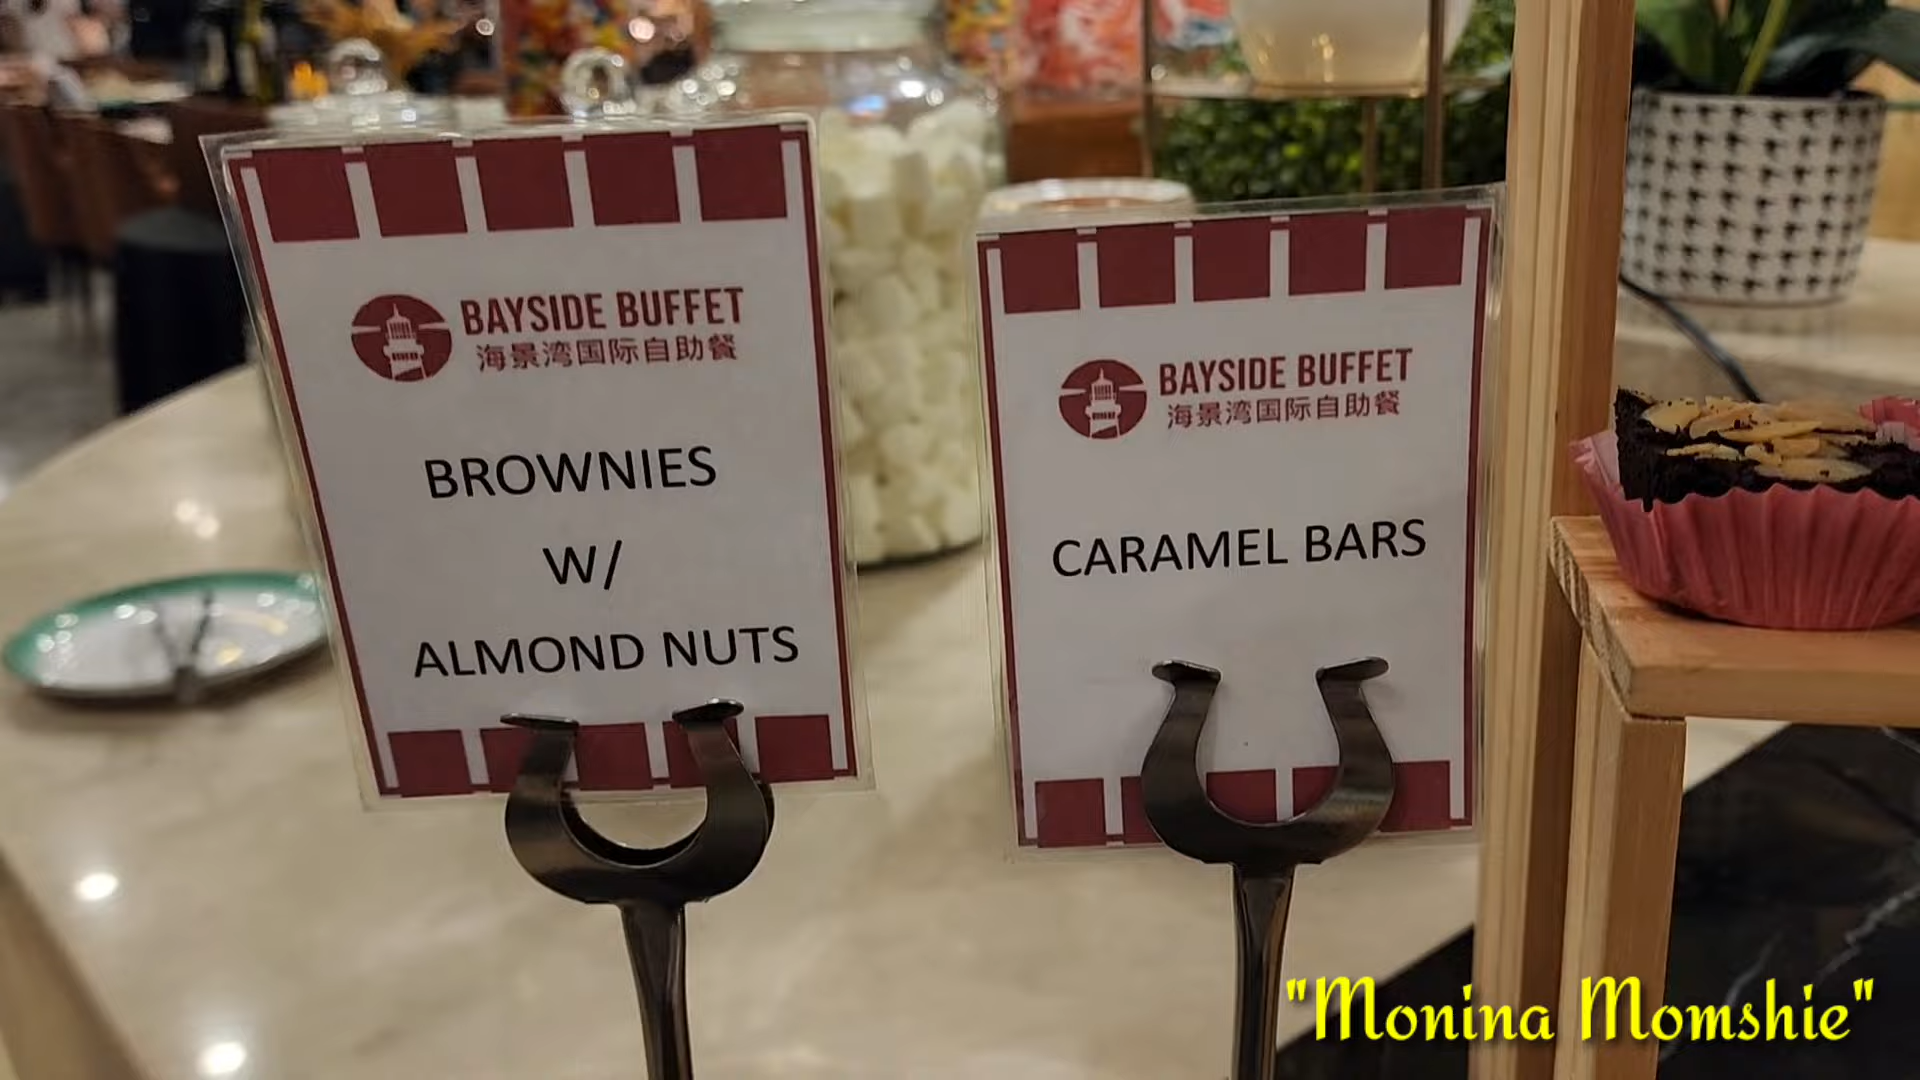 BAYSIDE BUFFET
海景湾国际自助餐
BROWNIES
W/
ALMOND NUTS
BAYSIDE BUFFET
海景湾国际自助餐
CARAMEL BARS
"Monina Momshie"